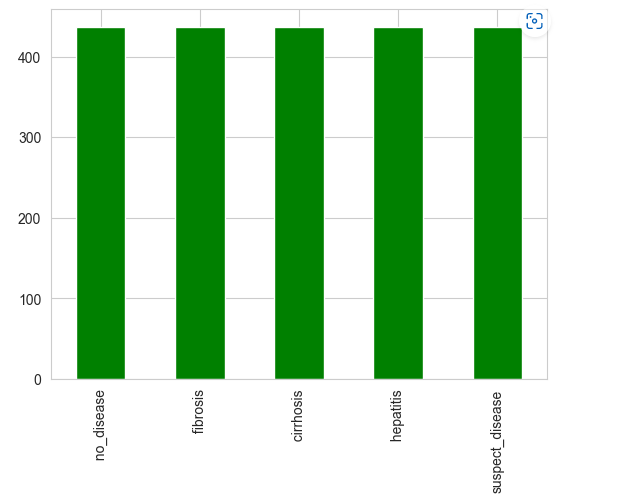 400
300
200
100
0
no_disease
fibrosis
cirrhosis
hepatitis
suspect_disease